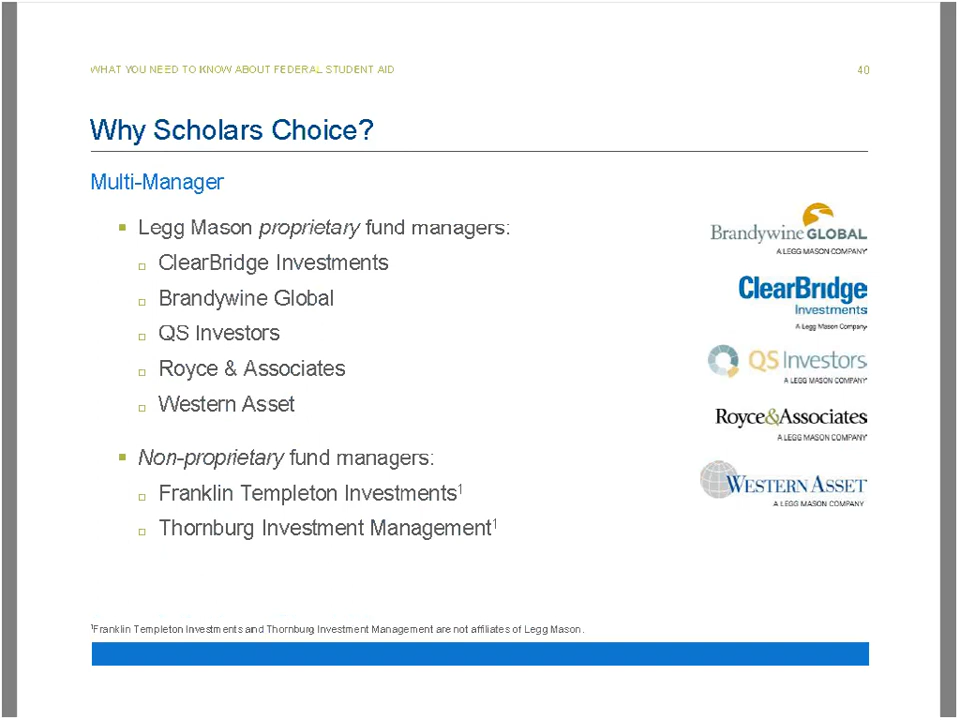 WHAT YOU NEED TO KNOW ABOUT FEDERAL STUDENT AID
40
Why Scholars Choice?
Multi-Manager
Legg Mason proprietary fund managers:
ClearBridge Investments
Brandywine Global
QS Investors
Royce & Associates
Western Asset
Non-proprietary fund managers:
Franklin Templeton Investments¹
Thornburg Investment Management¹
Brandywine GLOBAL
A LEGG MASON COMPANY
ClearBridge
Investments
A Legg Mason Company
QS Investors
A LEGG MASON COMPANY
Royce&Associates
A LEGG MASON COMPANY
WESTERN ASSET
A LEGG MASON COMPANY
¹Franklin Templeton Investments and Thornburg Investment Management are not affiliates of Legg Mason.